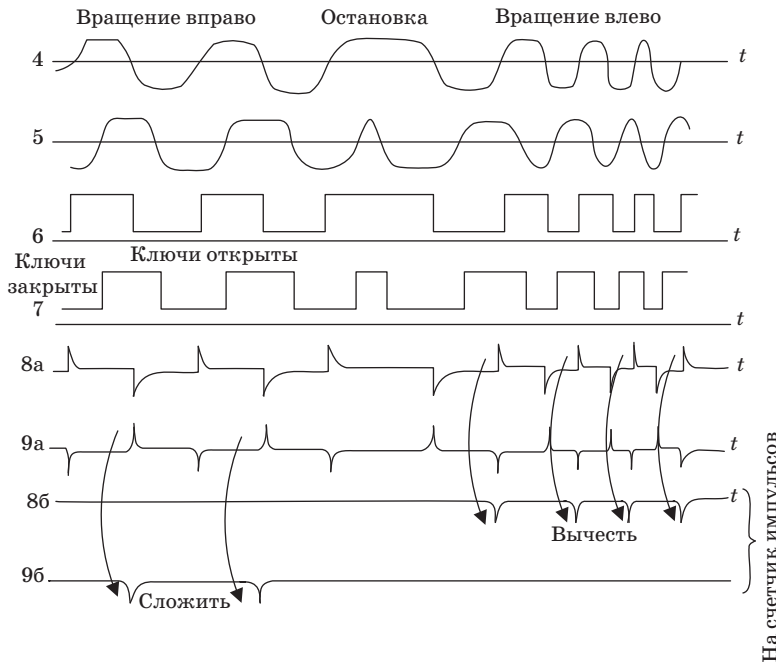 Вращение вправо
Остановка
Вращение влево
4
t
5
t
6
t
Ключи закрыты
Ключи открыты
7
t
8а
t
9а
t
8б
t
Вычесть
9б
Сложить
На счетчик импульсов